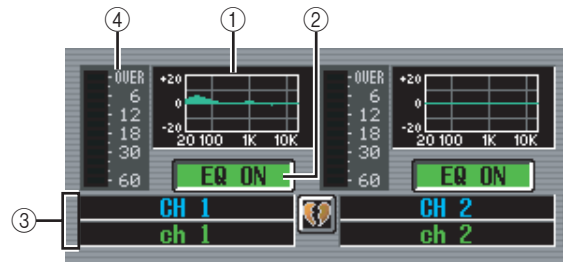 ④ ① ②
OVER +20 OVER +20
6 6
0 0
12 12
18 -20 18 -20
20 100 1K 10K 20 100 1K 10K
30 30
60 EQ ON 60 EQ ON
③
CH 1 CH 2
ch 1 ch 2